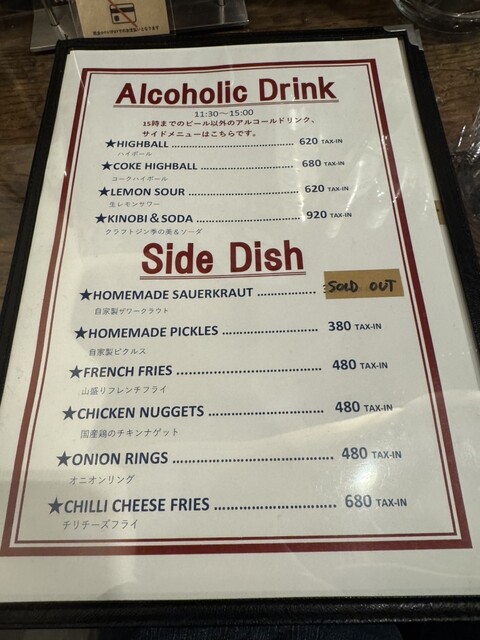 Alcoholic Drink
11:30～15:00
15時までのビール以外のアルコールドリンク、
サイドメニューはこちらです。
★HIGHBALL 620 TAX-IN
ハイボール
★COKE HIGHBALL 680 TAX-IN
コークハイボール
★LEMON SOUR 620 TAX-IN
生レモンサワー
★KINOBI＆SODA 920 TAX-IN
クラフトジン季の美＆ソーダ
Side Dish
★HOMEMADE SAUERKRAUT SOLD OUT
自家製ザワークラウト
★HOMEMADE PICKLES 380 TAX-IN
自家製ピクルス
★FRENCH FRIES 480 TAX-IN
山盛りフレンチフライ
★CHICKEN NUGGETS 480 TAX-IN
国産鶏のチキンナゲット
★ONION RINGS 480 TAX-IN
オニオンリング
★CHILLI CHEESE FRIES 680 TAX-IN
チリチーズフライ